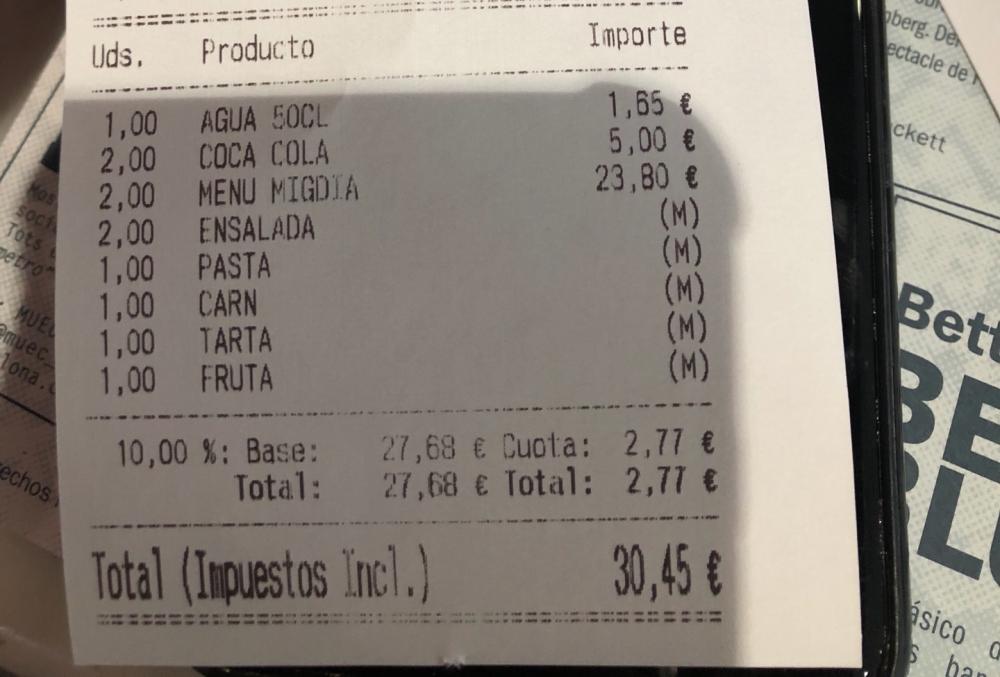 Uds. Producto Importe
1,00 AGUA 50CL 1,65 €
2,00 COCA COLA 5,00 €
2,00 MENU MIGDIA 23,80 €
2,00 ENSALADA (M)
1,00 PASTA (M)
1,00 CARN (M)
1,00 TARTA (M)
1,00 FRUTA (M)
10,00 %: Base: 27,68 € Cuota: 2,77 €
Total: 27,68 € Total: 2,77 €
Total (Impuestos Incl.) 30,45 €